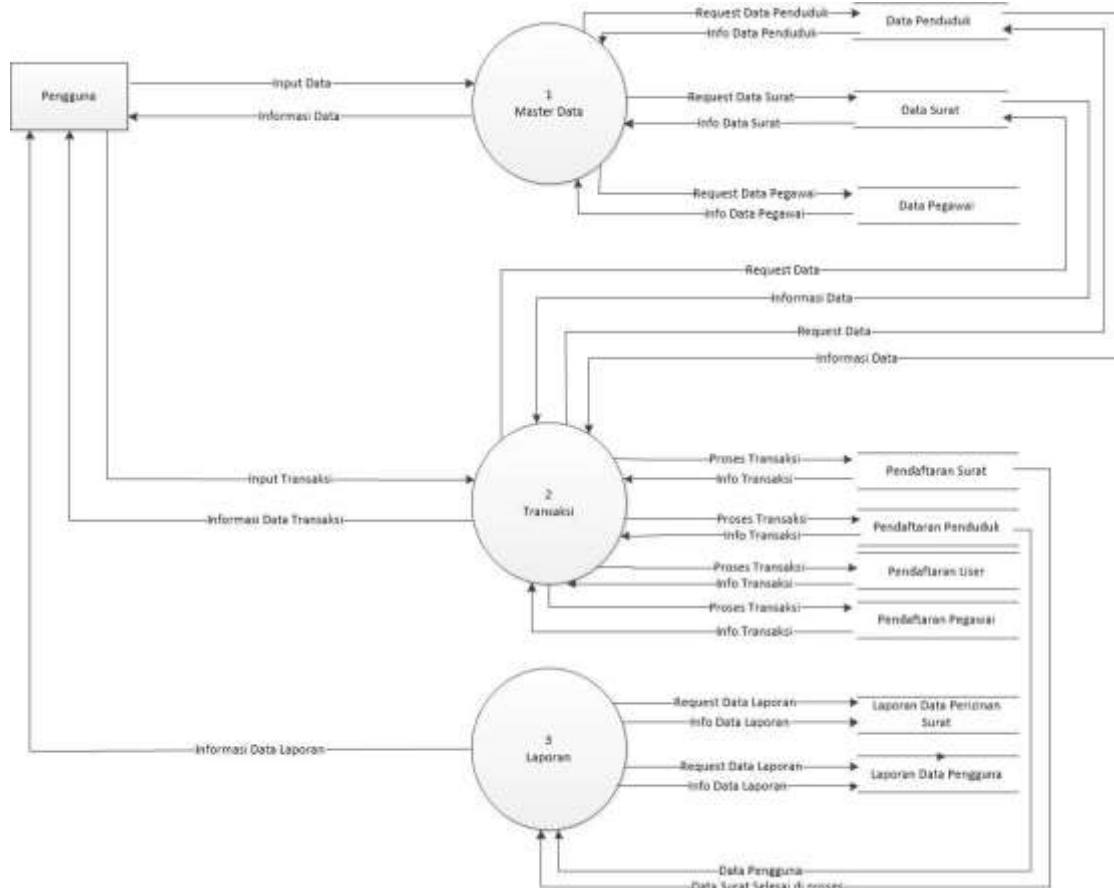 Request Data Penduduk
Data Penduduk
Info Data Penduduk
Pengguna
Input Data
Informasi Data
1
Master Data
Request Data Surat
Info Data Surat
Data Surat
Request Data Pegawai
Info Data Pegawai
Data Pegawai
Request Data
Informasi Data
Request Data
Informasi Data
Input Transaksi
Informasi Data Transaksi
2
Transaksi
Proses Transaksi
Info Transaksi
Pendaftaran Surat
Proses Transaksi
Info Transaksi
Pendaftaran Penduduk
Proses Transaksi
Info Transaksi
Pendaftaran User
Proses Transaksi
Info Transaksi
Pendaftaran Pegawai
Informasi Data Laporan
3
Laporan
Request Data Laporan
Info Data Laporan
Laporan Data Perizinan
Surat
Request Data Laporan
Info Data Laporan
Laporan Data Pengguna
Data Pengguna
Data Surat Selesai di proses